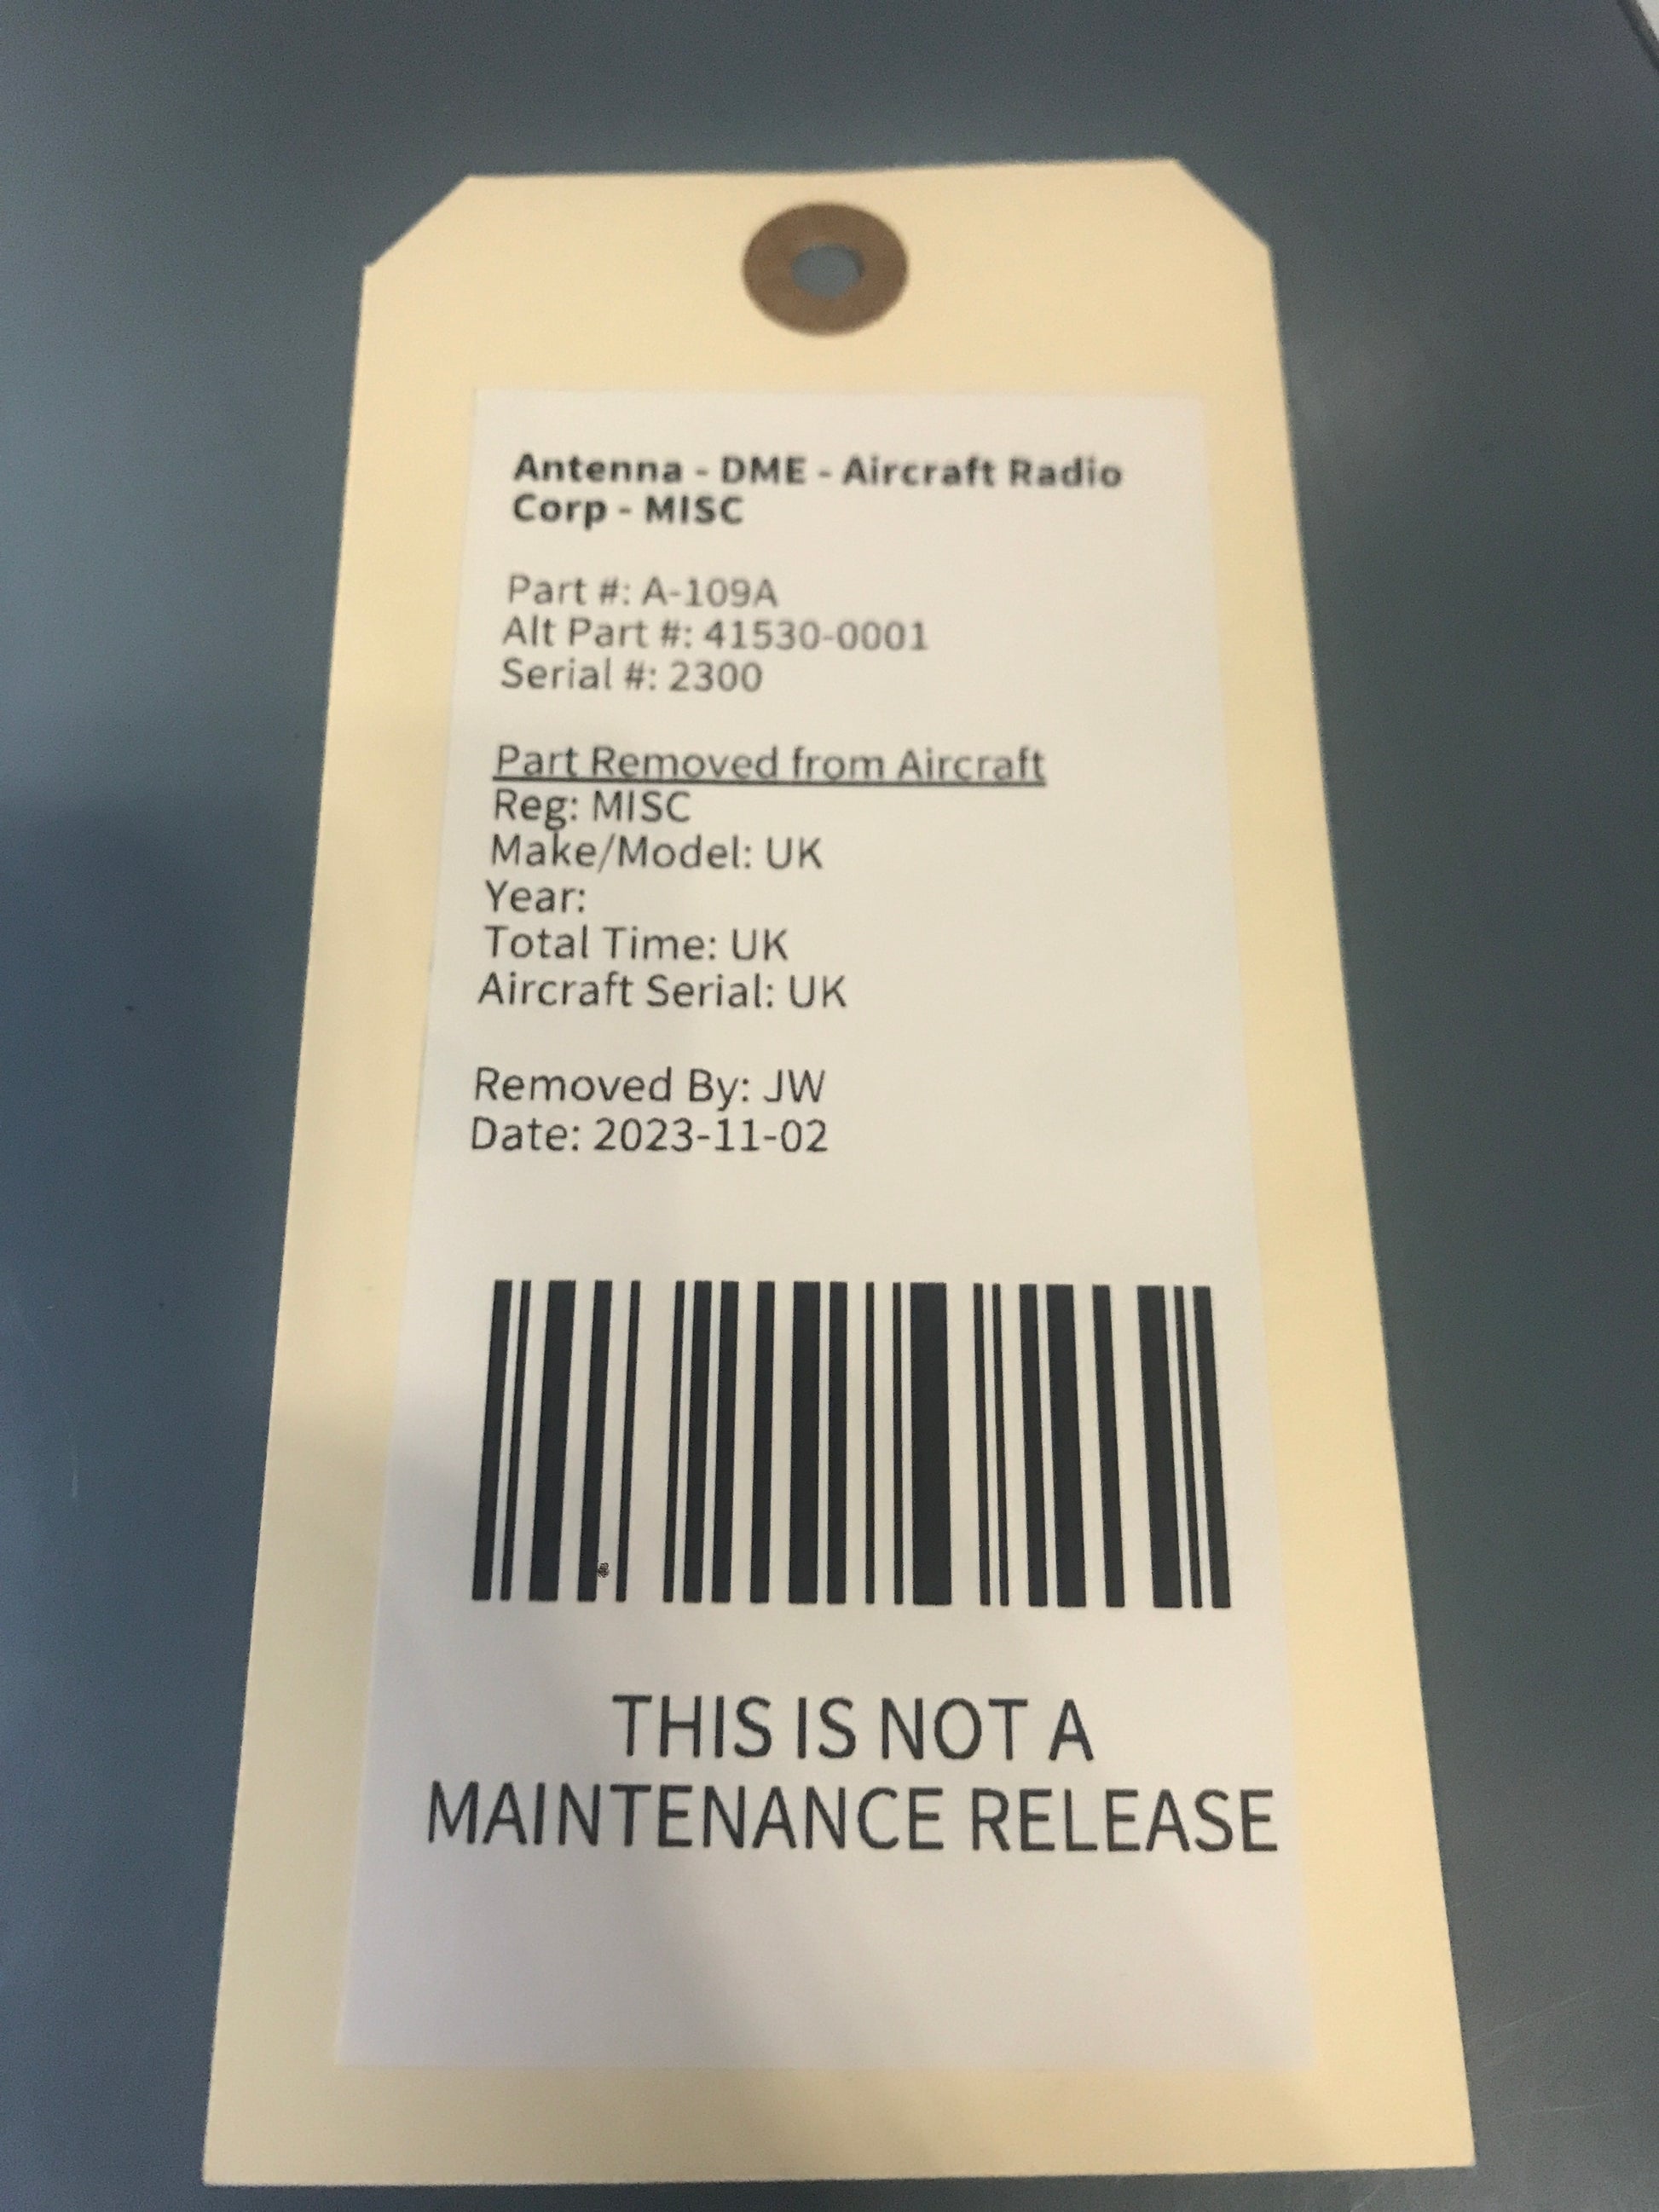 Antenna - DME - Aircraft Radio
Corp - MISC
Part #: A-109A
Alt Part #: 41530-0001
Serial #: 2300
Part Removed from Aircraft
Reg: MISC
Make/Model: UK
Year:
Total Time: UK
Aircraft Serial: UK
Removed By: JW
Date: 2023-11-02
THIS IS NOT A
MAINTENANCE RELEASE